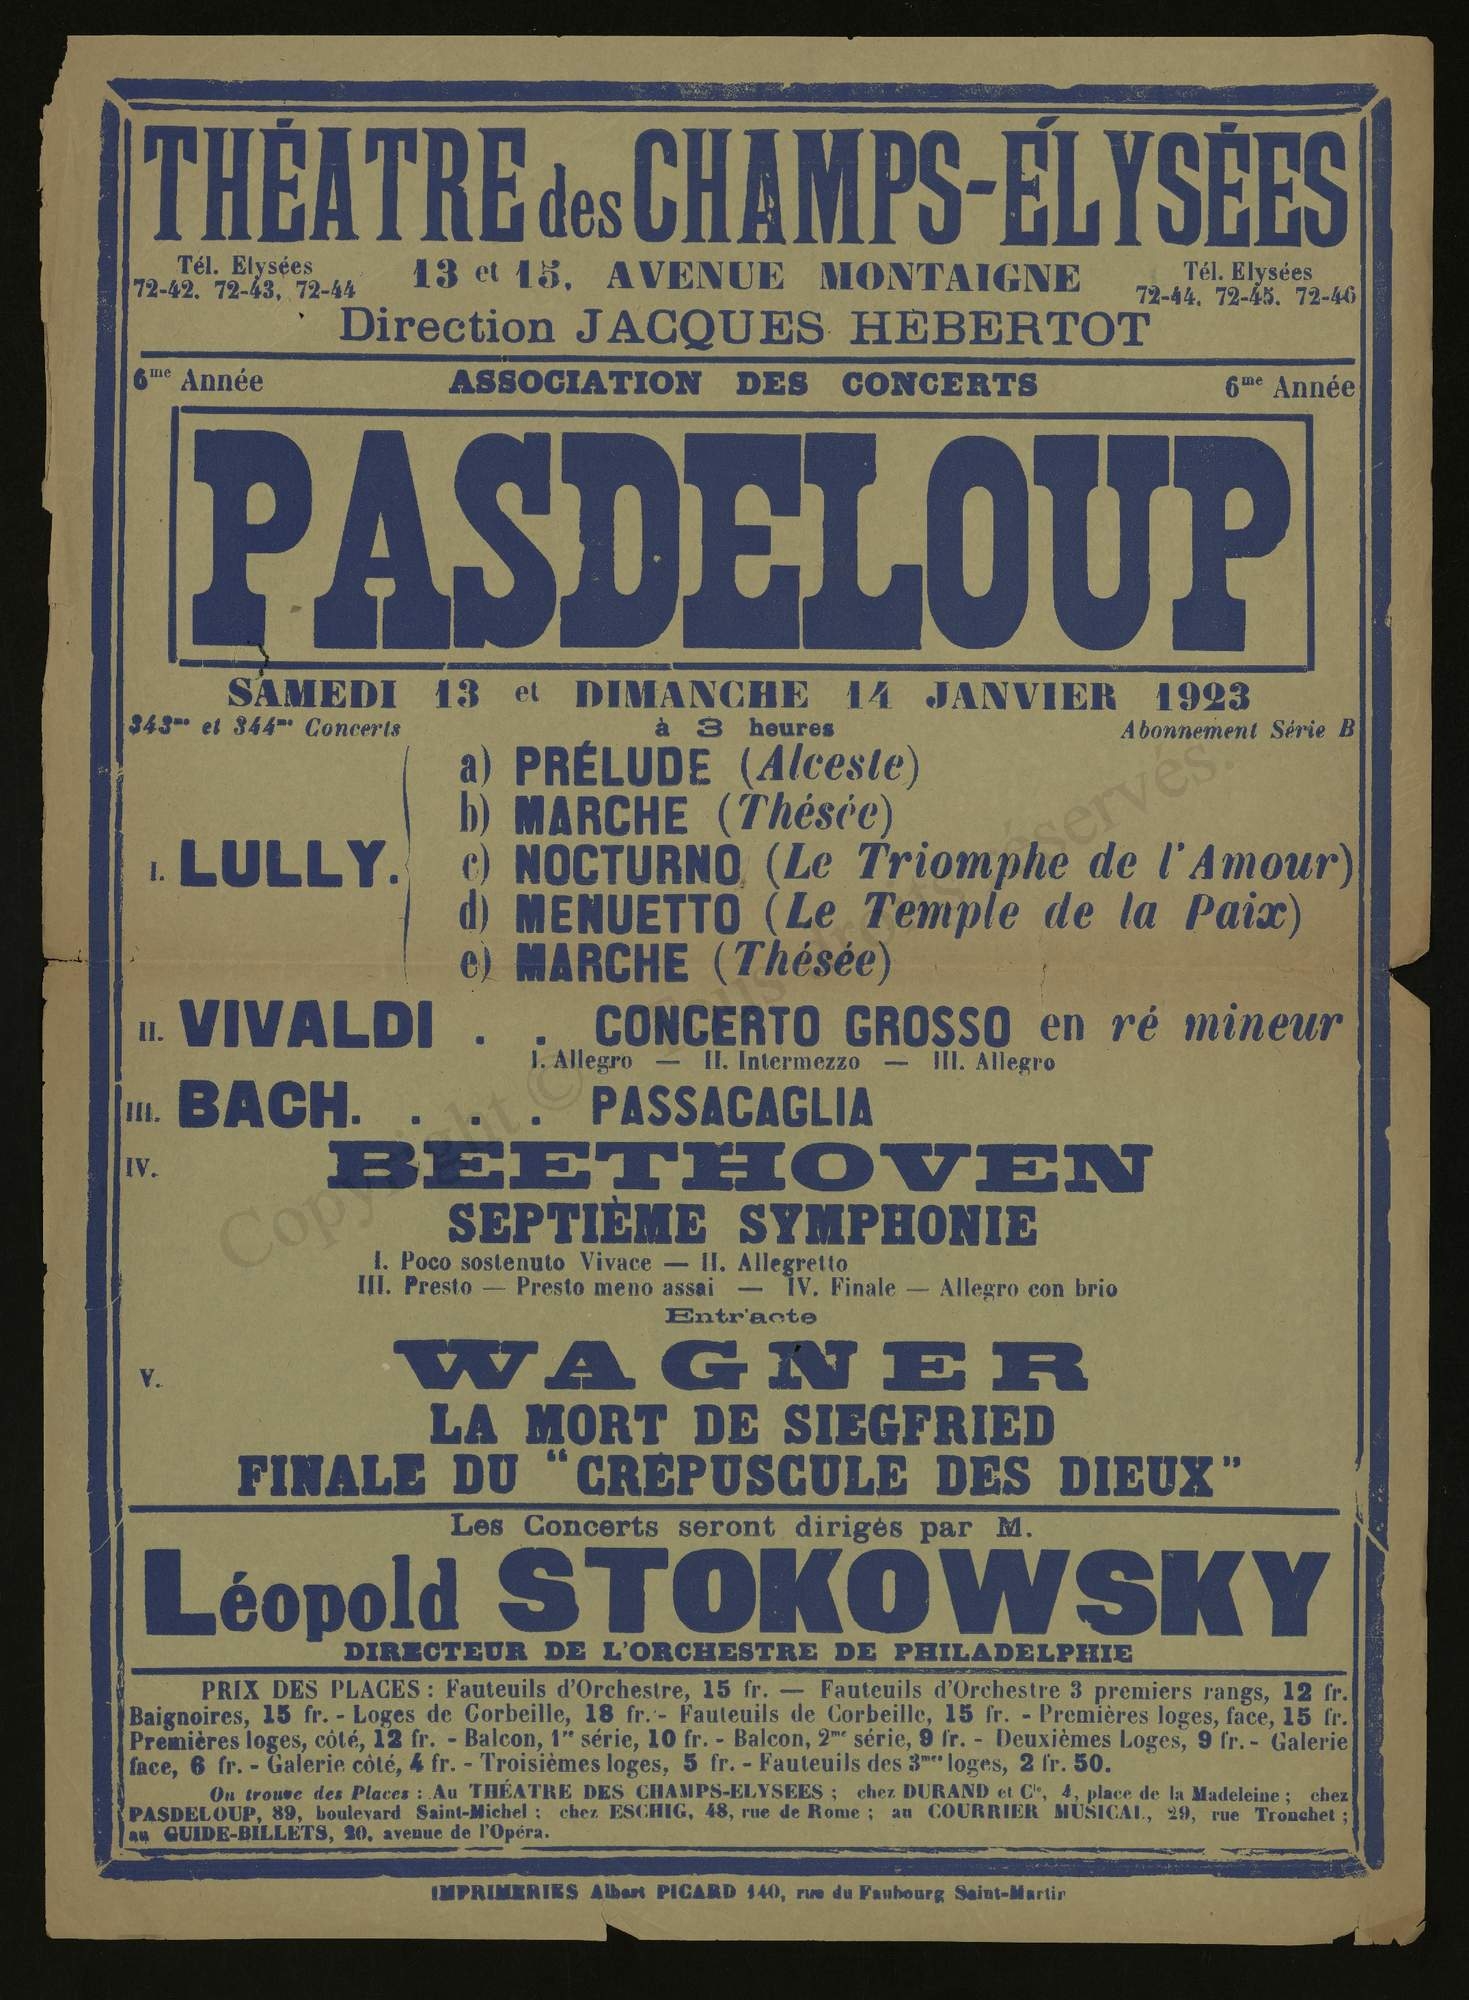 THÉATRE des CHAMPS-ÉLYSÉES
Tél. Elysées
72-42. 72-43, 72-44
13 et 15, AVENUE MONTAIGNE
Tél. Elysées
72-44. 72-45. 72-46
Direction JACQUES HÉBERTOT
6me Année ASSOCIATION DES CONCERTS 6me Année
PASDELOUP
SAMEDI 13 et DIMANCHE 14 JANVIER 1923
343me et 344me Concerts à 3 heures Abonnement Série B
I. LULLY.
a) PRÉLUDE (Alceste)
b) MARCHE (Thésée)
c) NOCTURNO (Le Triomphe de l'Amour)
d) MENUETTO (Le Temple de la Paix)
e) MARCHE (Thésée)
II. VIVALDI . . CONCERTO GROSSO en ré mineur
I. Allegro — II. Intermezzo — III. Allegro
III. BACH. . . . PASSACAGLIA
IV. BEETHOVEN
SEPTIÈME SYMPHONIE
I. Poco sostenuto Vivace — II. Allegretto
III. Presto — Presto meno assai — IV. Finale — Allegro con brio
Entr'acte
V. WAGNER
LA MORT DE SIEGFRIED
FINALE DU "CRÉPUSCULE DES DIEUX"
Les Concerts seront dirigés par M.
Léopold STOKOWSKY
DIRECTEUR DE L'ORCHESTRE DE PHILADELPHIE
PRIX DES PLACES : Fauteuils d'Orchestre, 15 fr. — Fauteuils d'Orchestre 3 premiers rangs, 12 fr.
Baignoires, 15 fr. - Loges de Corbeille, 18 fr. - Fauteuils de Corbeille, 15 fr. - Premières loges, face, 15 fr.
Premières loges, côté, 12 fr. - Balcon, 1re série, 10 fr. - Balcon, 2me série, 9 fr. - Deuxièmes Loges, 9 fr. - Galerie
face, 6 fr. - Galerie côté, 4 fr. - Troisièmes loges, 5 fr. - Fauteuils des 3mes loges, 2 fr. 50.
On trouve des Places : Au THÉATRE DES CHAMPS-ELYSEES ; chez DURAND et Cie, 4, place de la Madeleine ; chez
PASDELOUP, 89, boulevard Saint-Michel ; chez ESCHIG, 48, rue de Rome ; au COURRIER MUSICAL, 29, rue Tronchet ;
au GUIDE-BILLETS, 20, avenue de l'Opéra.
IMPRIMERIES Albert PICARD 140, rue du Faubourg Saint-Martin
Copyright © Tous droits réservés.